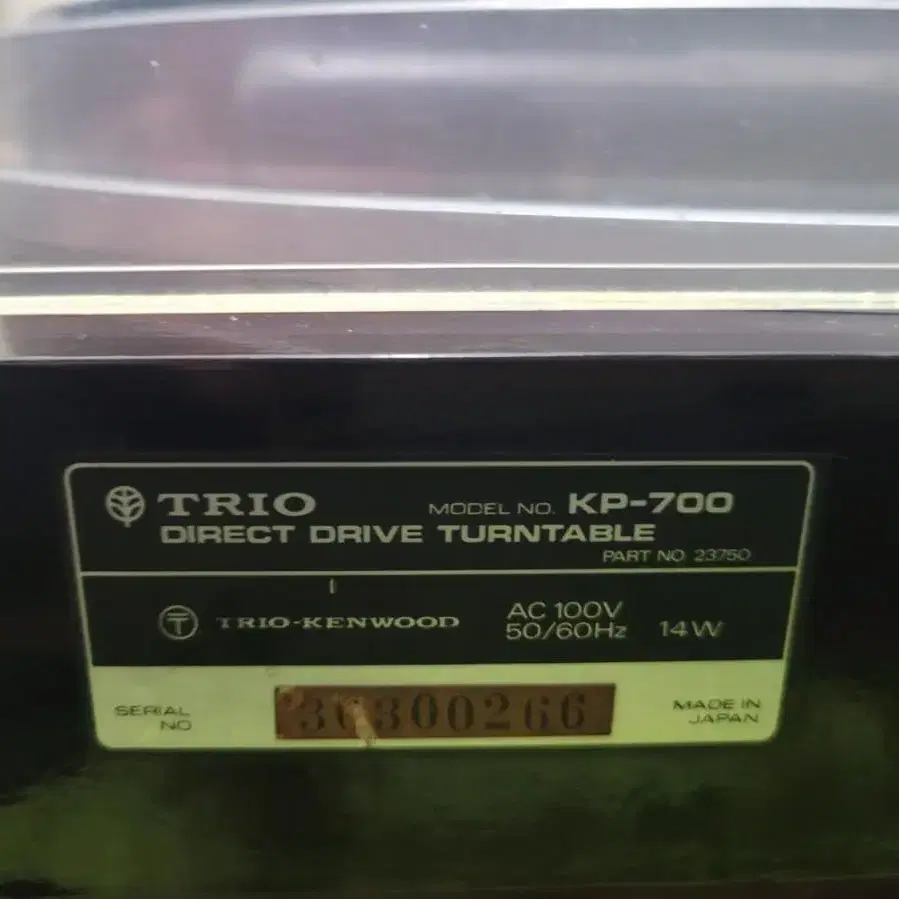 TRIO MODEL NO. KP-700
DIRECT DRIVE TURNTABLE
PART NO 23750
TRIO-KENWOOD
AC 100V
50/60Hz 14W
SERIAL
NO
MADE IN
JAPAN